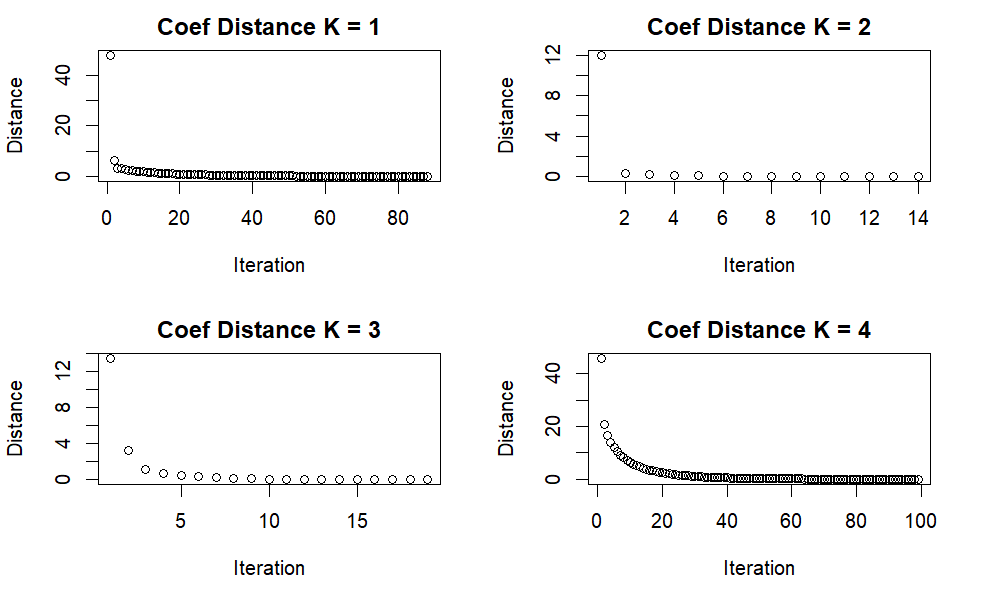 Coef Distance K = 1
Distance
0 20 40
0 20 40 60 80
Iteration
Coef Distance K = 2
Distance
0 4 8 12
2 4 6 8 10 12 14
Iteration
Coef Distance K = 3
Distance
0 4 8 12
5 10 15
Iteration
Coef Distance K = 4
Distance
0 20 40
0 20 40 60 80 100
Iteration